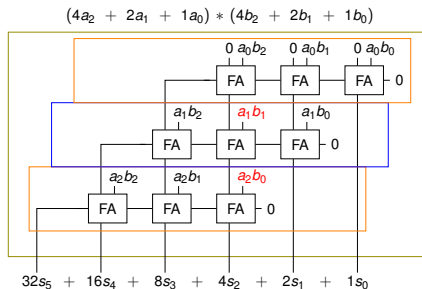 (4a₂ + 2a₁ + 1a₀) * (4b₂ + 2b₁ + 1b₀)
0 a₀b₂ 0 a₀b₁ 0 a₀b₀
FA FA FA 0
a₁b₂ a₁b₁ a₁b₀
FA FA FA 0
a₂b₂ a₂b₁ a₂b₀
FA FA FA 0
32s₅ + 16s₄ + 8s₃ + 4s₂ + 2s₁ + 1s₀